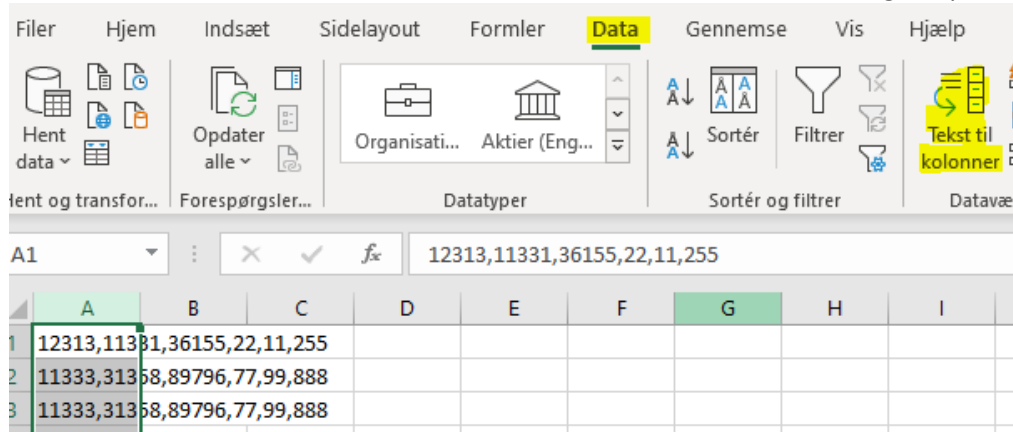 Filer Hjem Indsæt Sidelayout Formler Data Gennemse Vis Hjælp
Hent data
Opdater alle
Organisati... Aktier (Eng...
Sortér
Filtrer
Tekst til kolonner
Hent og transfor... Forespørgsler... Datatyper Sortér og filtrer Datavæ
A1 fx 12313,11331,36155,22,11,255
A B C D E F G H I
1 12313,11331,36155,22,11,255
2 11333,31358,89796,77,99,888
3 11333,31358,89796,77,99,888